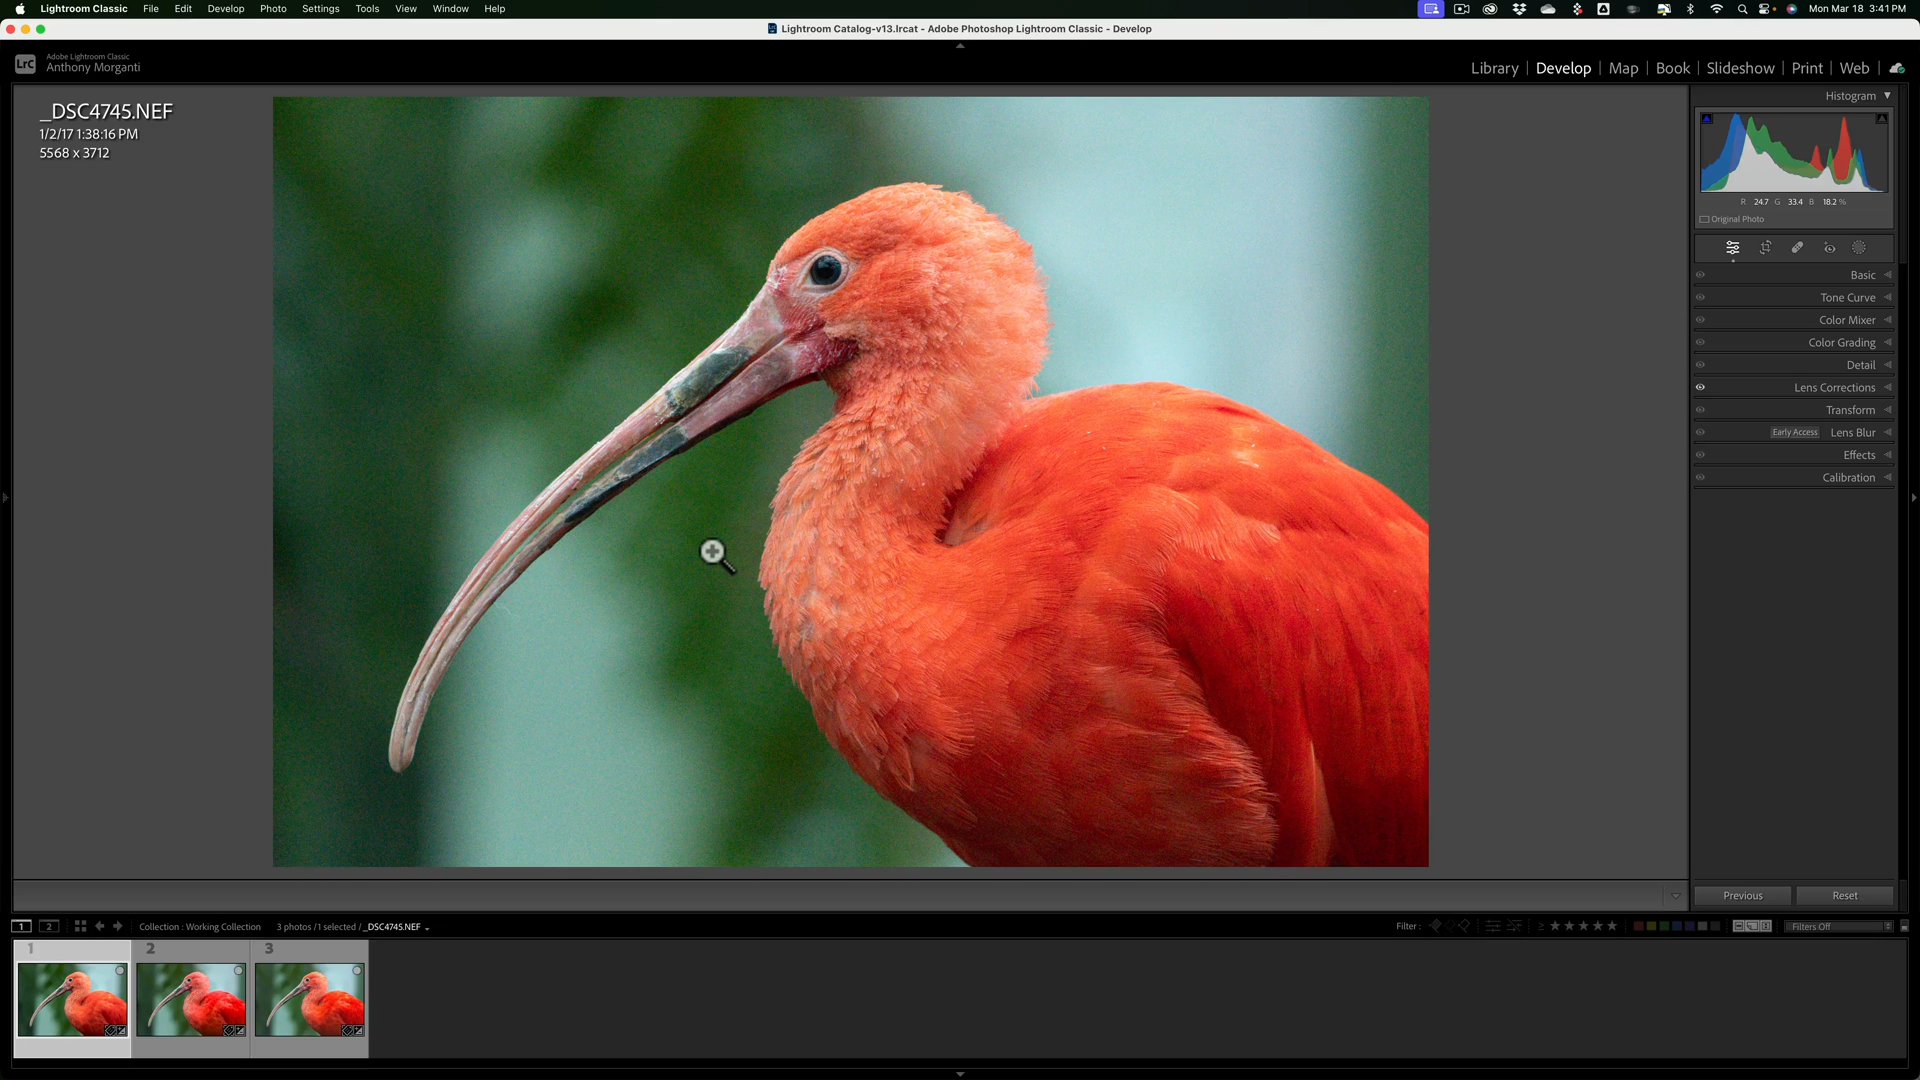 Lightroom Classic File Edit Develop Photo Settings Tools View Window Help Mon Mar 18 3:41 PM
Lightroom Catalog-v13.lrcat - Adobe Photoshop Lightroom Classic - Develop
LrC
Adobe Lightroom Classic
Anthony Morganti
Library | Develop | Map | Book | Slideshow | Print | Web
_DSC4745.NEF
1/2/17 1:38:16 PM
5568 x 3712
Histogram
R 24.7 G 33.4 B 18.2 %
Original Photo
Basic
Tone Curve
Color Mixer
Color Grading
Detail
Lens Corrections
Transform
Early Access Lens Blur
Effects
Calibration
Previous Reset
1 2 Collection : Working Collection 3 photos /1 selected / _DSC4745.NEF
Filter : Filters Off
1 2 3